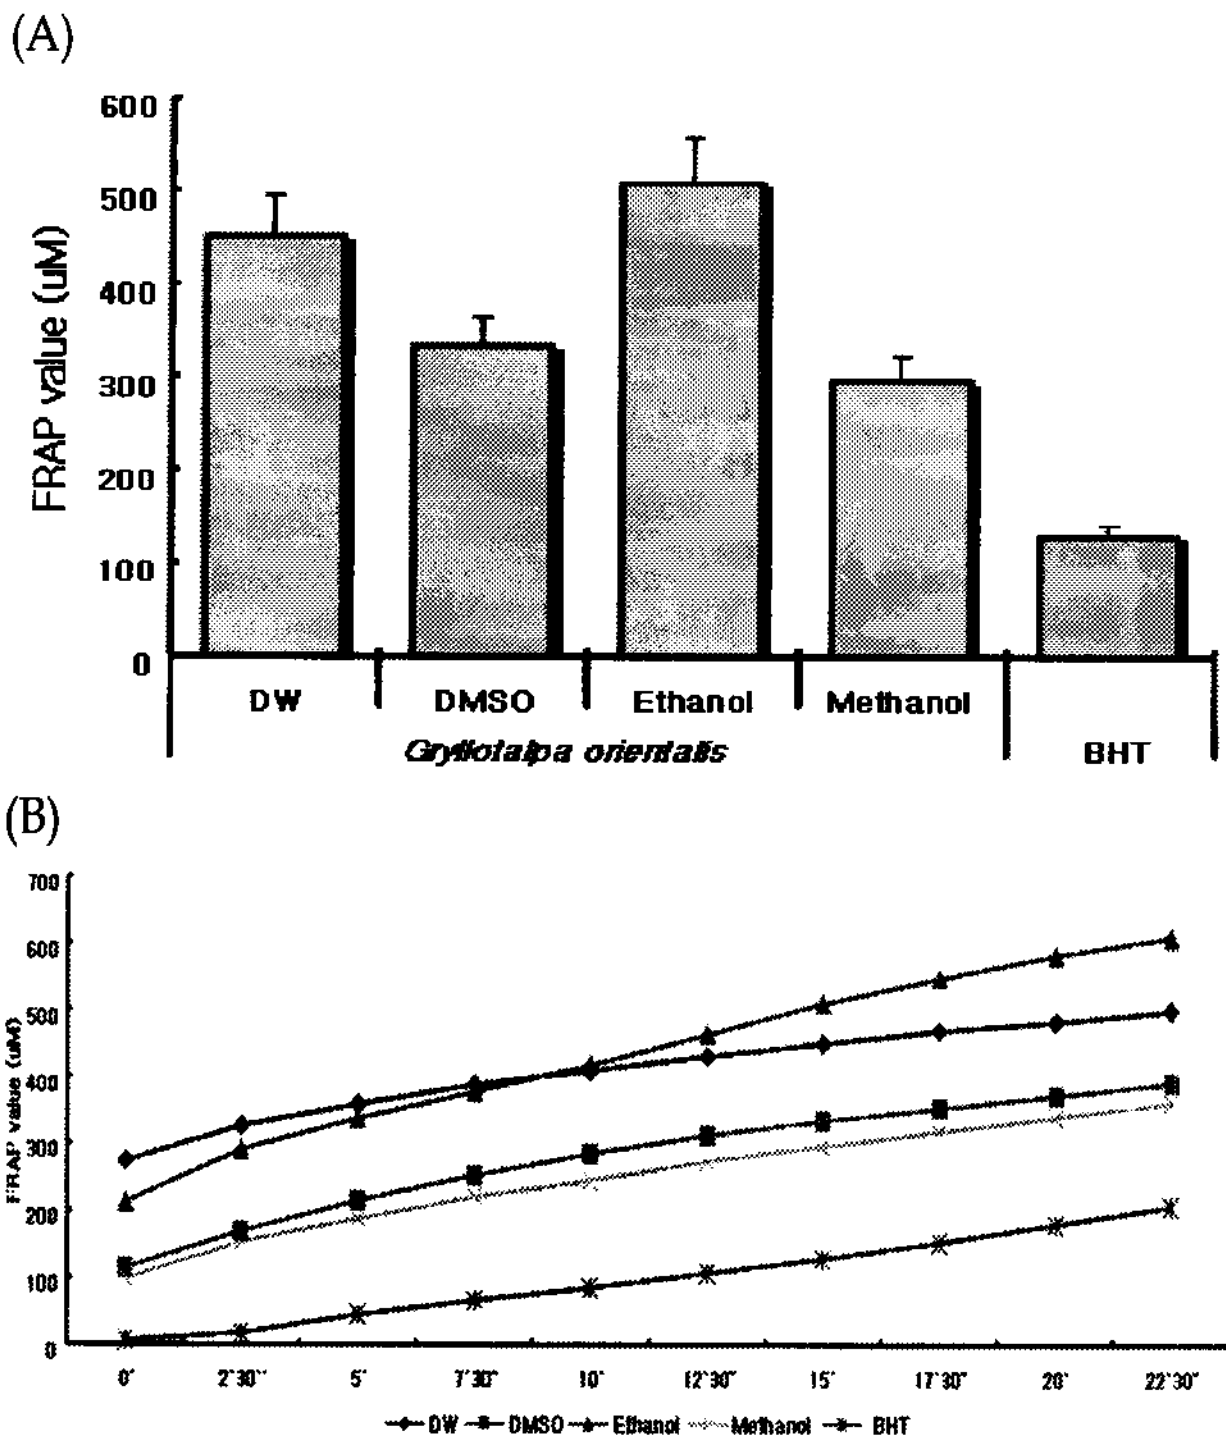 (A)
600
500
400
300
200
100
0
FRAP value (uM)
DW DMSO Ethanol Methanol
Gryllotalpa orientalis BHT
(B)
700
600
500
400
300
200
100
0
FRAP value (uM)
0' 2'30" 5' 7'30" 10' 12'30" 15' 17'30" 20' 22'30"
DW DMSO Ethanol Methanol BHT